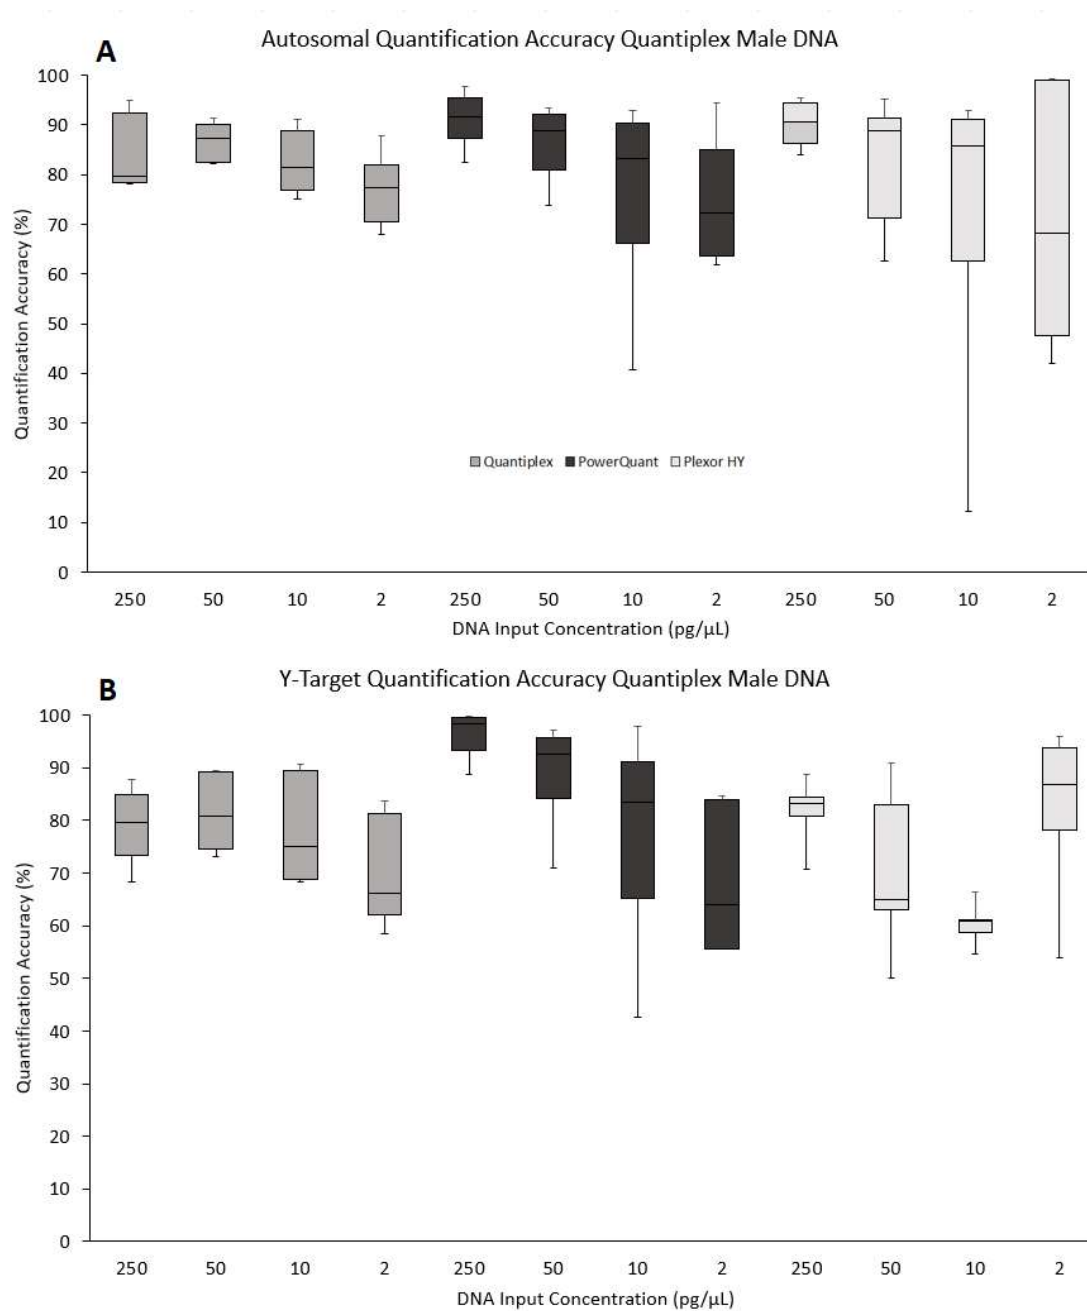 A
Autosomal Quantification Accuracy Quantiplex Male DNA
Quantification Accuracy (%)
100
90
80
70
60
50
40
30
20
10
0
Quantiplex PowerQuant Plexor HY
250 50 10 2 250 50 10 2 250 50 10 2
DNA Input Concentration (pg/µL)
B
Y-Target Quantification Accuracy Quantiplex Male DNA
Quantification Accuracy (%)
100
90
80
70
60
50
40
30
20
10
0
250 50 10 2 250 50 10 2 250 50 10 2
DNA Input Concentration (pg/µL)